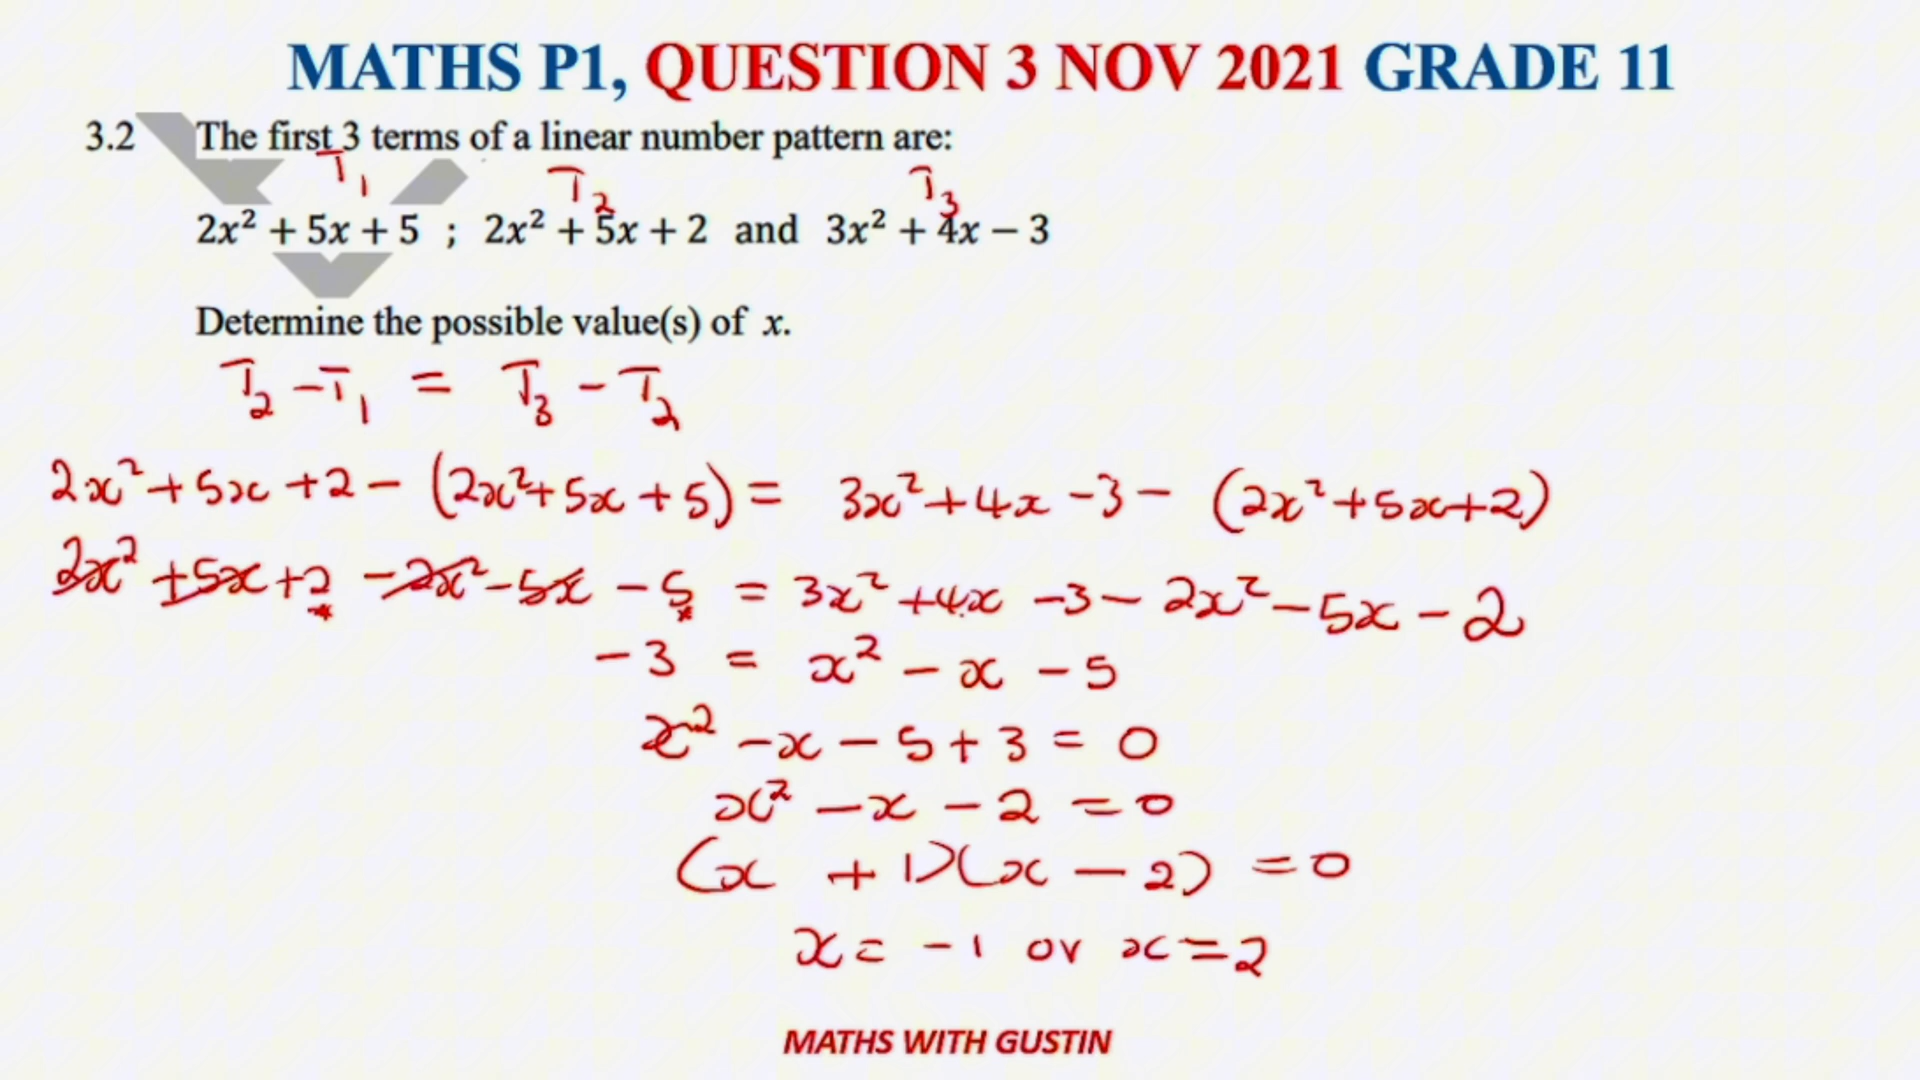 MATHS P1, QUESTION 3 NOV 2021 GRADE 11
3.2 The first 3 terms of a linear number pattern are:
T₁ T₂ T₃
2x² + 5x + 5 ; 2x² + 5x + 2 and 3x² + 4x − 3
Determine the possible value(s) of x.
T₂ − T₁ = T₃ − T₂
2x² + 5x + 2 − (2x² + 5x + 5) = 3x² + 4x − 3 − (2x² + 5x + 2)
2x² + 5x + 2 − 2x² − 5x − 5 = 3x² + 4x − 3 − 2x² − 5x − 2
− 3 = x² − x − 5
x² − x − 5 + 3 = 0
x² − x − 2 = 0
(x + 1)(x − 2) = 0
x = − 1 or x = 2
MATHS WITH GUSTIN